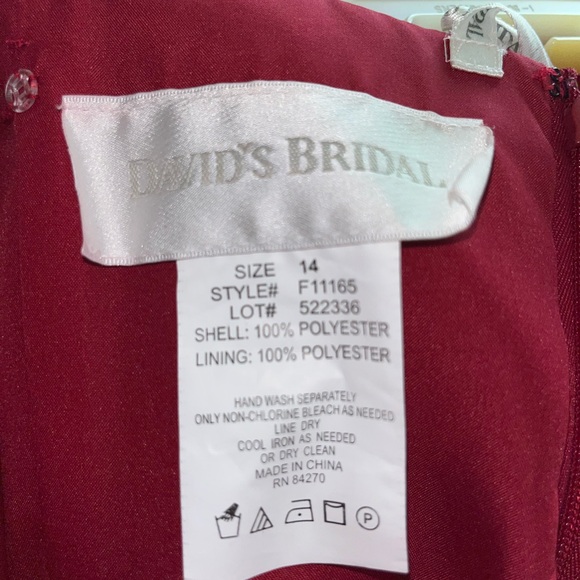 DAVID'S BRIDAL
SIZE 14
STYLE# F11165
LOT# 522336
SHELL: 100% POLYESTER
LINING: 100% POLYESTER
HAND WASH SEPARATELY
ONLY NON-CHLORINE BLEACH AS NEEDED
LINE DRY
COOL IRON AS NEEDED
OR DRY CLEAN
MADE IN CHINA
RN 84270
P